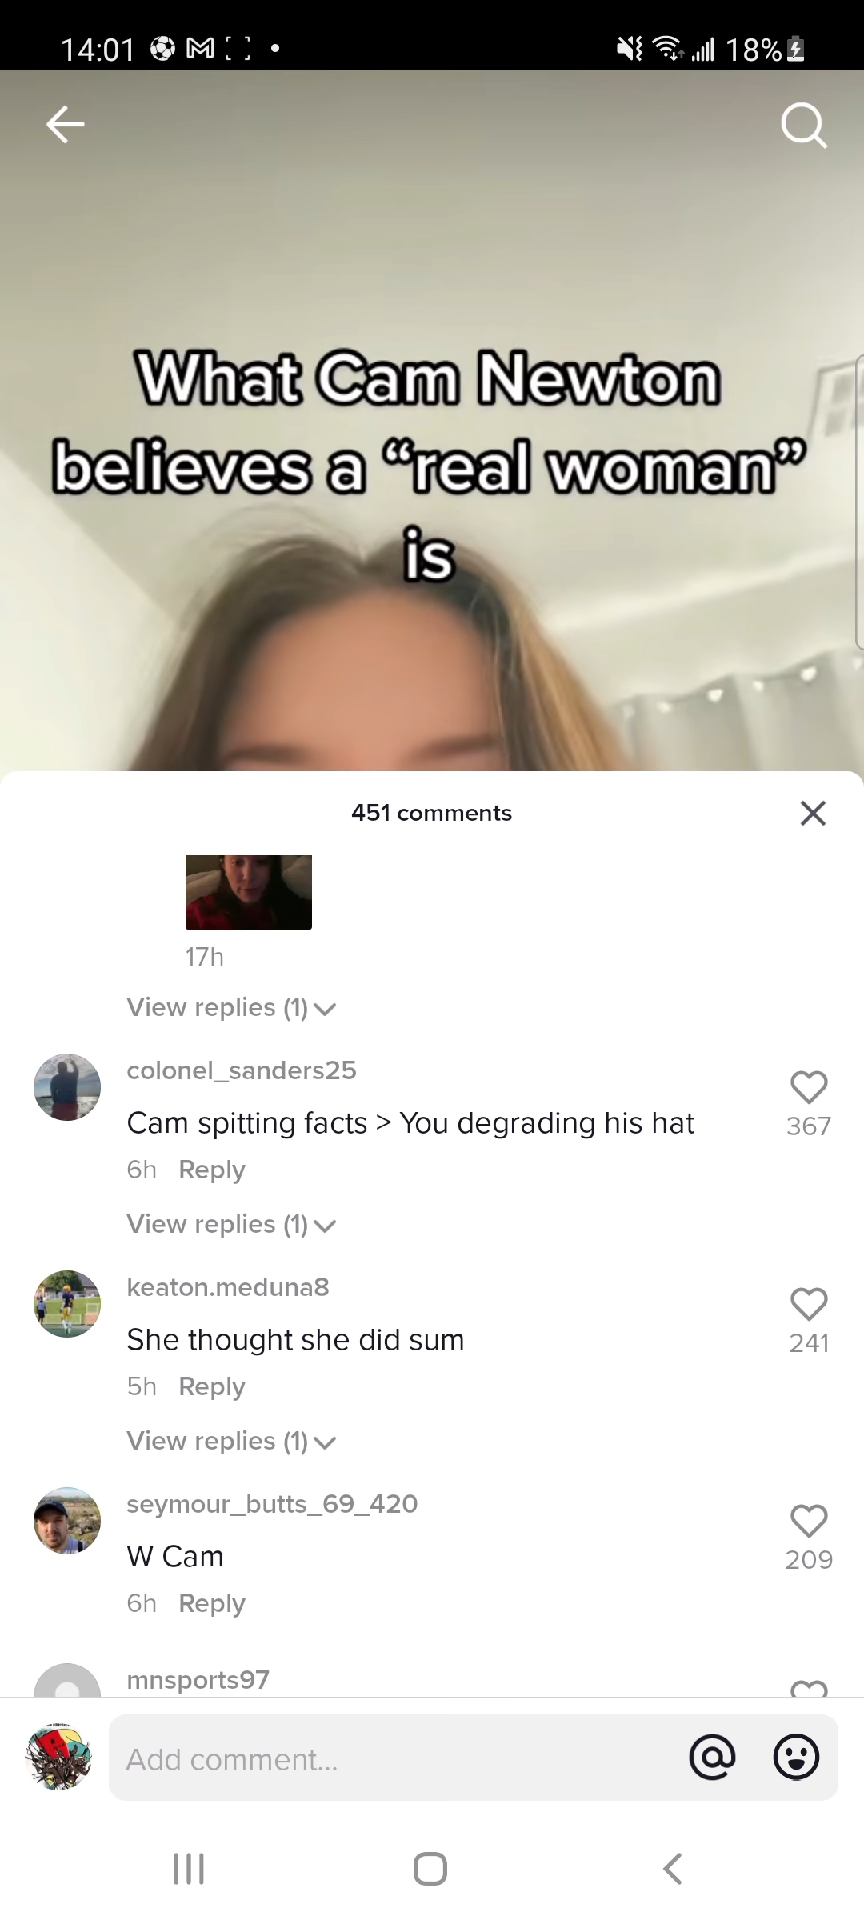 14:01
18%
What Cam Newton
believes a “real woman”
is
451 comments
17h
View replies (1)
colonel_sanders25
Cam spitting facts > You degrading his hat
367
6h Reply
View replies (1)
keaton.meduna8
She thought she did sum
241
5h Reply
View replies (1)
seymour_butts_69_420
W Cam
209
6h Reply
mnsports97
Add comment...